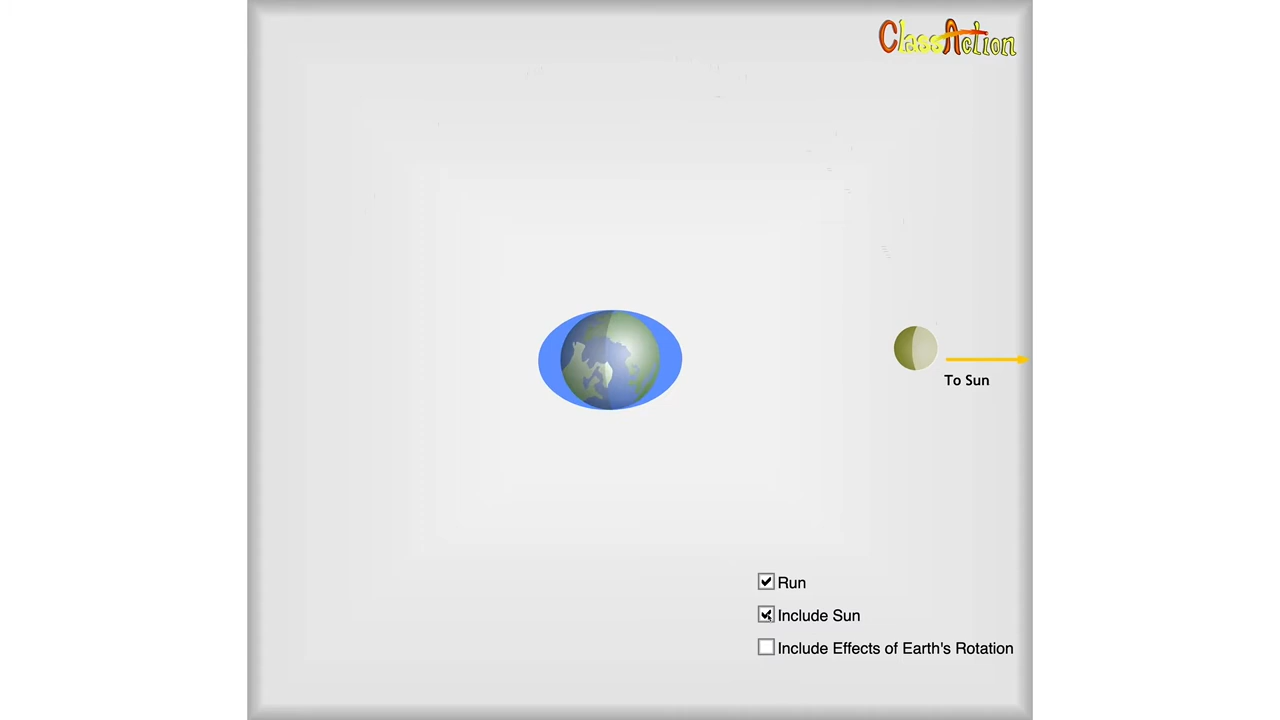 ClassAction
To Sun
Run
Include Sun
Include Effects of Earth's Rotation